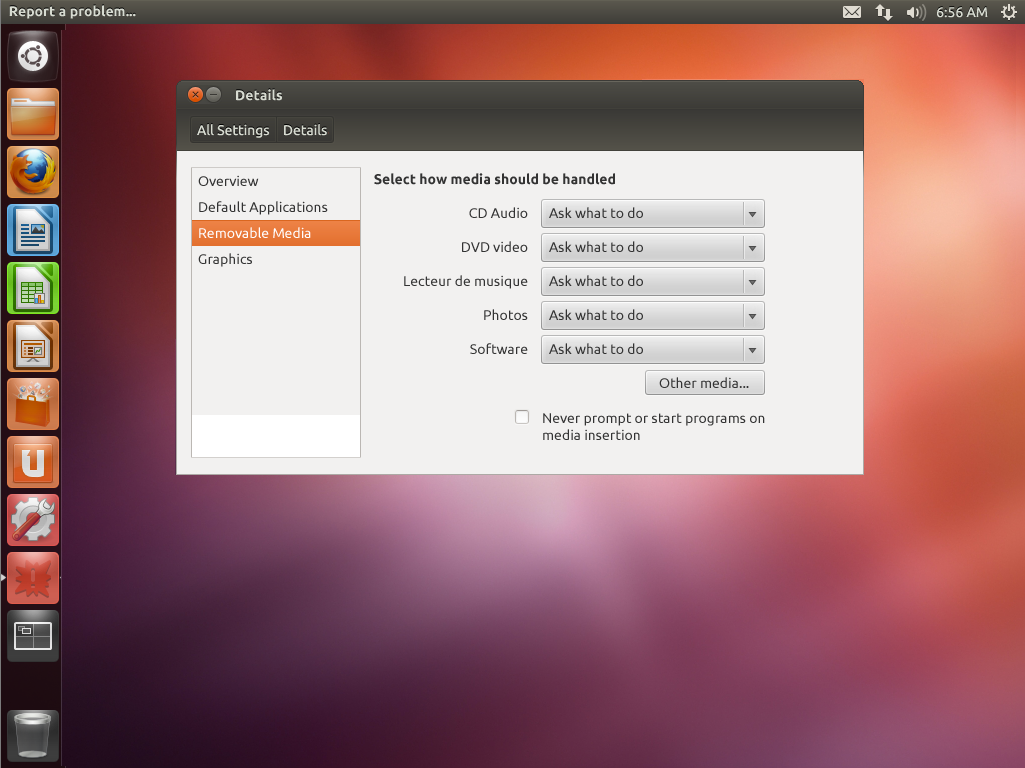 Report a problem...
6:56 AM
Details
All Settings Details
Overview
Default Applications
Removable Media
Graphics
Select how media should be handled
CD Audio Ask what to do
DVD video Ask what to do
Lecteur de musique Ask what to do
Photos Ask what to do
Software Ask what to do
Other media...
Never prompt or start programs on
media insertion